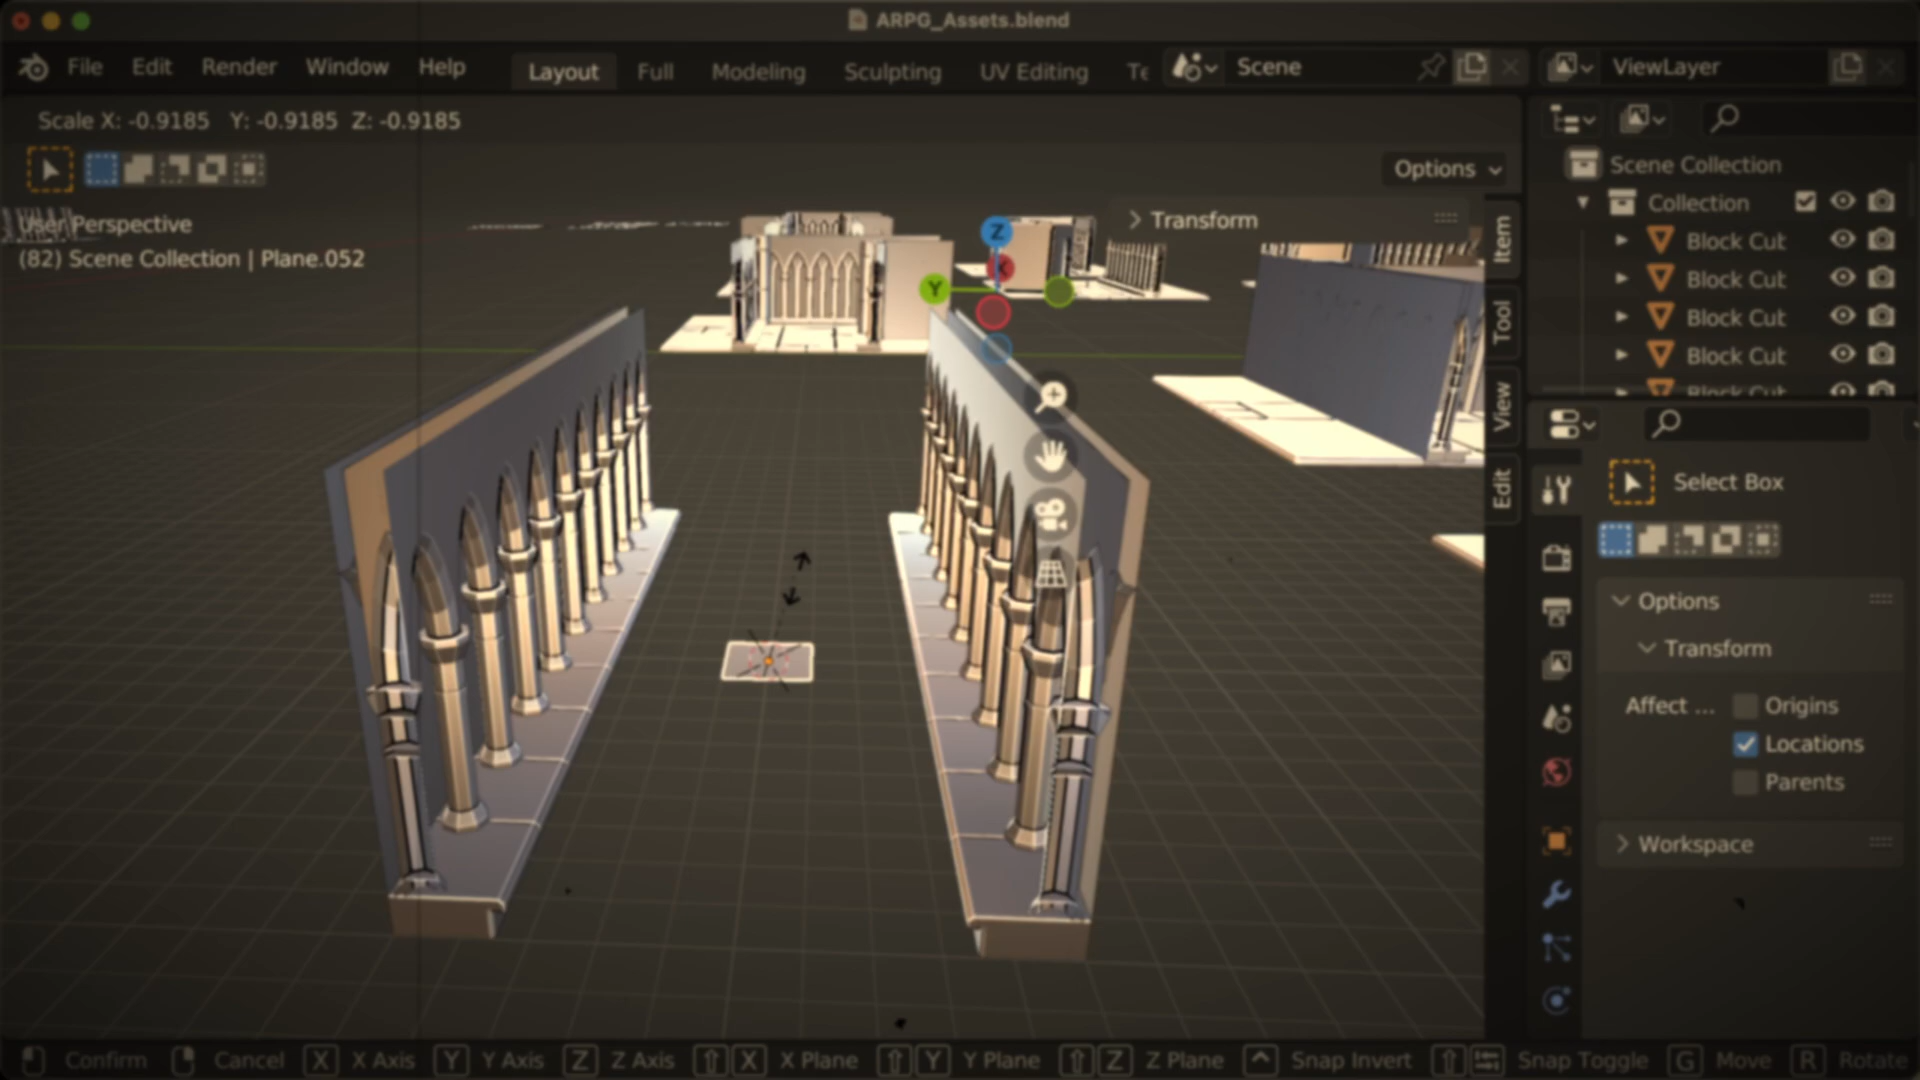 ARPG_Assets.blend
File Edit Render Window Help Layout Full Modeling Sculpting UV Editing Te Scene ViewLayer
Scale X: -0.9185 Y: -0.9185 Z: -0.9185
Options
Scene Collection
Collection
User Perspective
(82) Scene Collection | Plane.052
Transform
Z
X
Y
Item
Tool
View
Edit
Block Cut
Block Cut
Block Cut
Block Cut
Block Cut
Select Box
Options
Transform
Affect ... Origins
Locations
Parents
Workspace
Confirm Cancel X X Axis Y Y Axis Z Z Axis X X Plane Y Y Plane Z Z Plane Snap Invert Snap Toggle G Move R Rotate